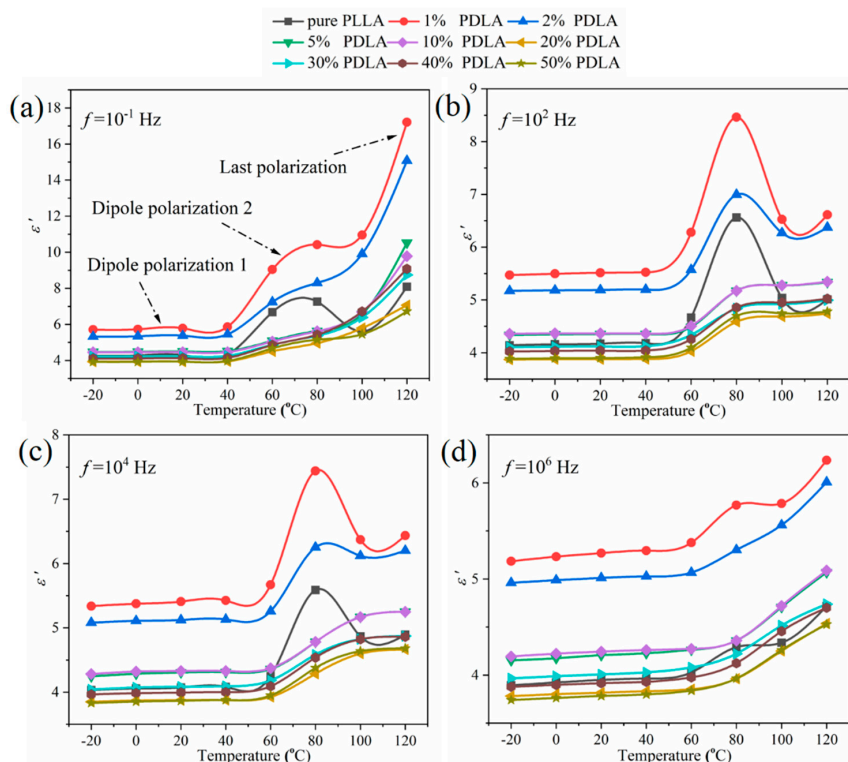 pure PLLA 1% PDLA 2% PDLA
5% PDLA 10% PDLA 20% PDLA
30% PDLA 40% PDLA 50% PDLA
(a)
f=10⁻¹ Hz
Last polarization
Dipole polarization 2
Dipole polarization 1
ε′
18
16
14
12
10
8
6
4
-20 0 20 40 60 80 100 120
Temperature (°C)
(b)
f=10² Hz
ε′
9
8
7
6
5
4
-20 0 20 40 60 80 100 120
Temperature (°C)
(c)
f=10⁴ Hz
ε′
8
7
6
5
4
-20 0 20 40 60 80 100 120
Temperature (°C)
(d)
f=10⁶ Hz
ε′
6
5
4
-20 0 20 40 60 80 100 120
Temperature (°C)